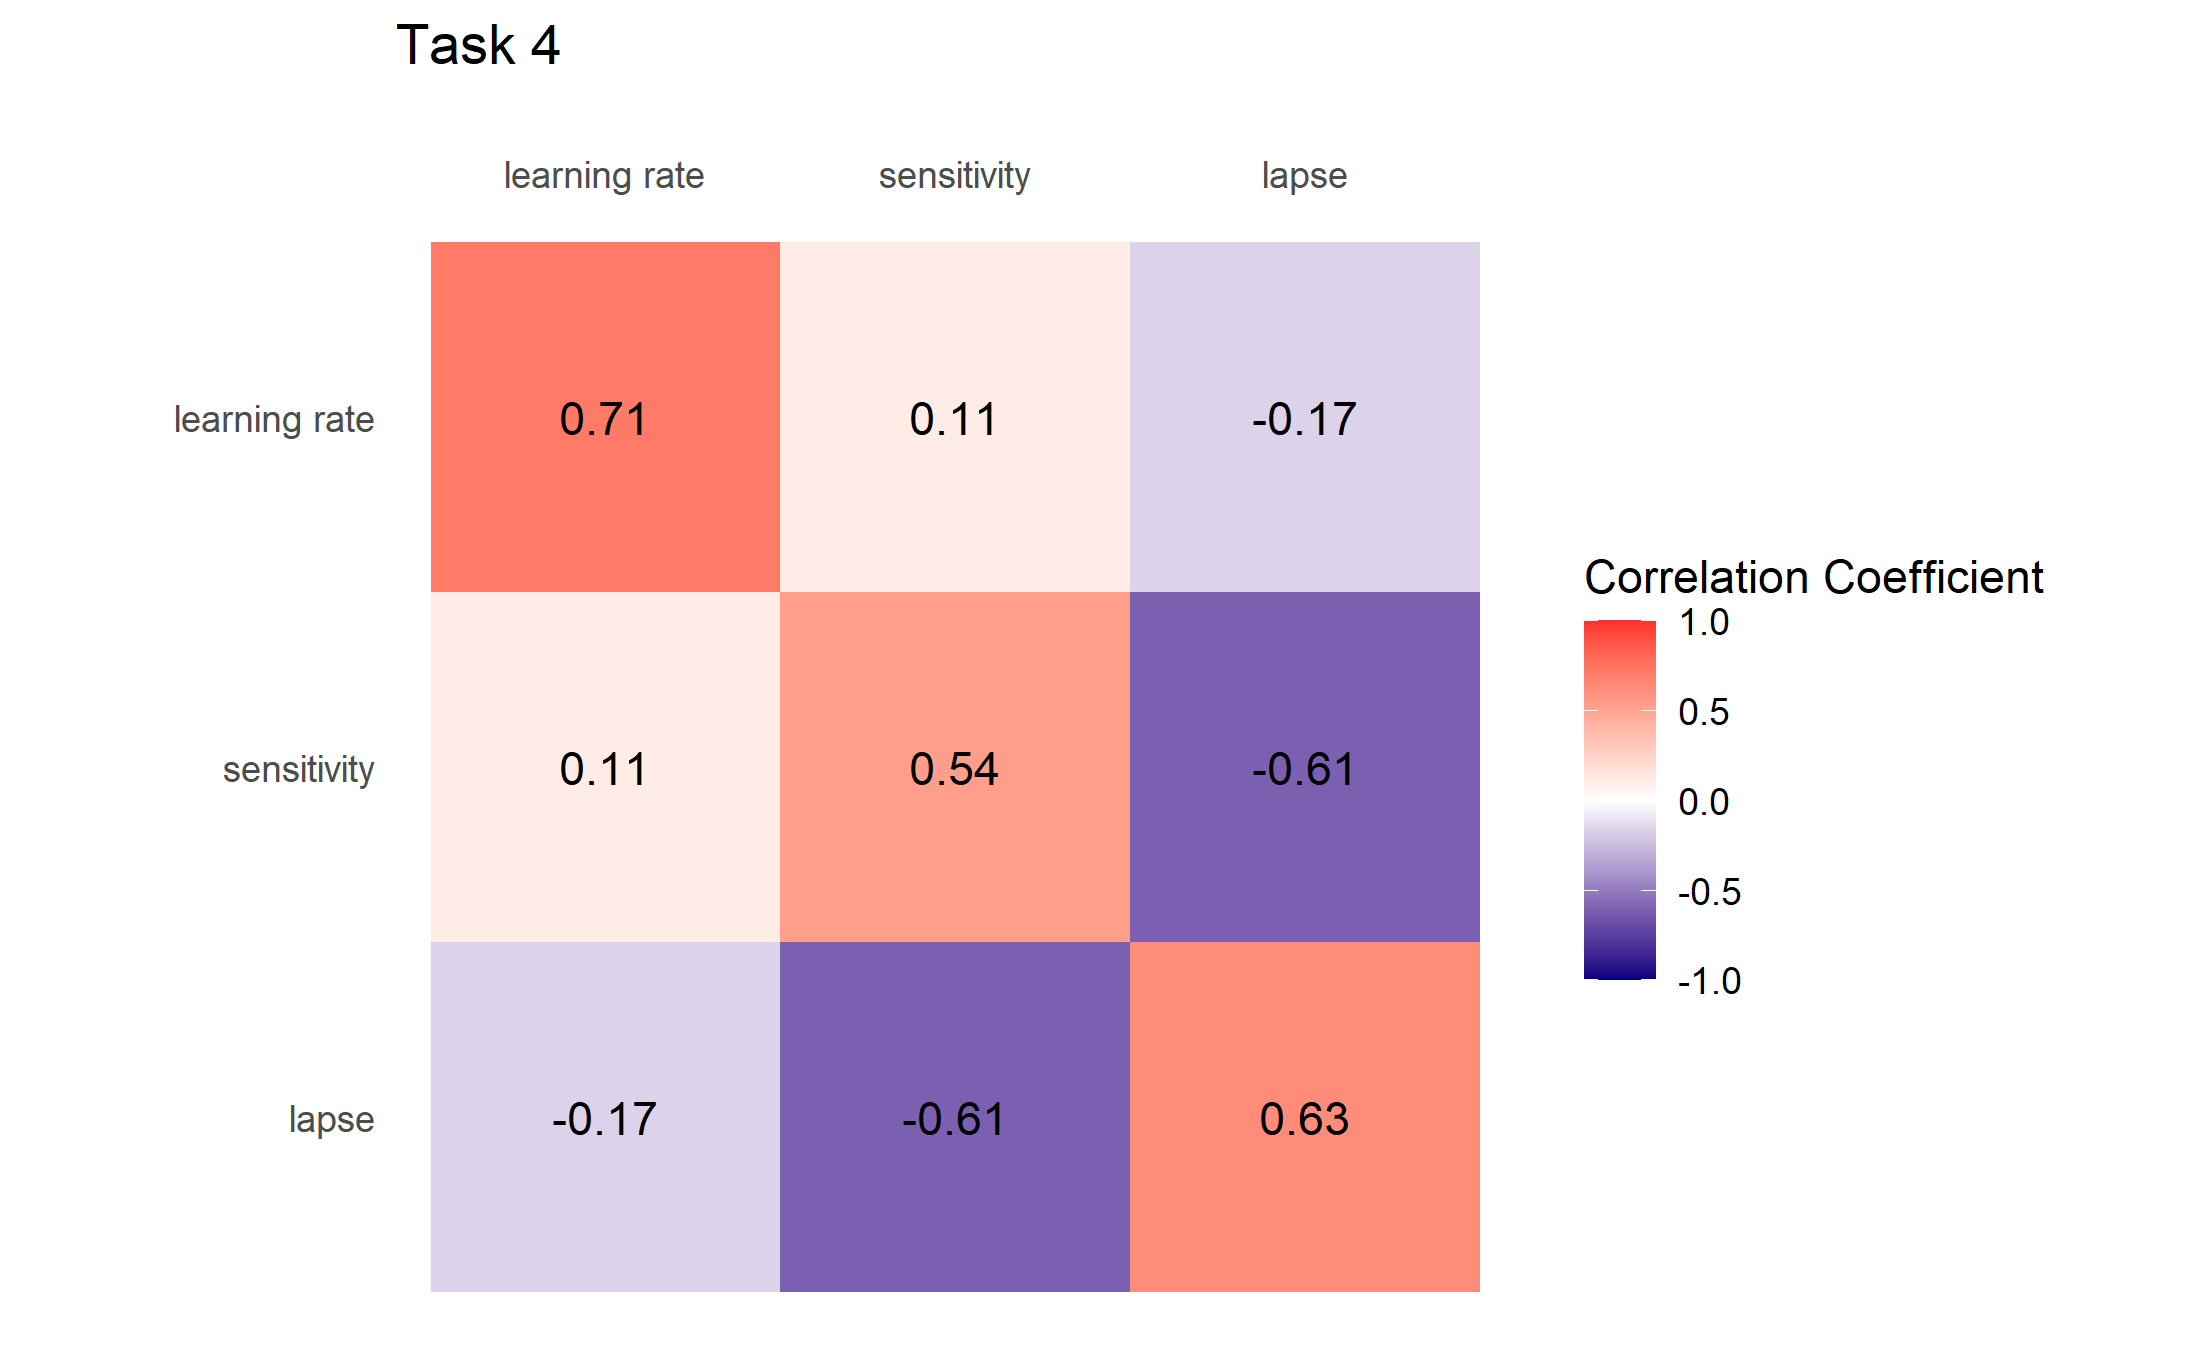 Task 4
learning rate sensitivity lapse
learning rate 0.71 0.11 -0.17
sensitivity 0.11 0.54 -0.61
lapse -0.17 -0.61 0.63
Correlation Coefficient
1.0
0.5
0.0
-0.5
-1.0